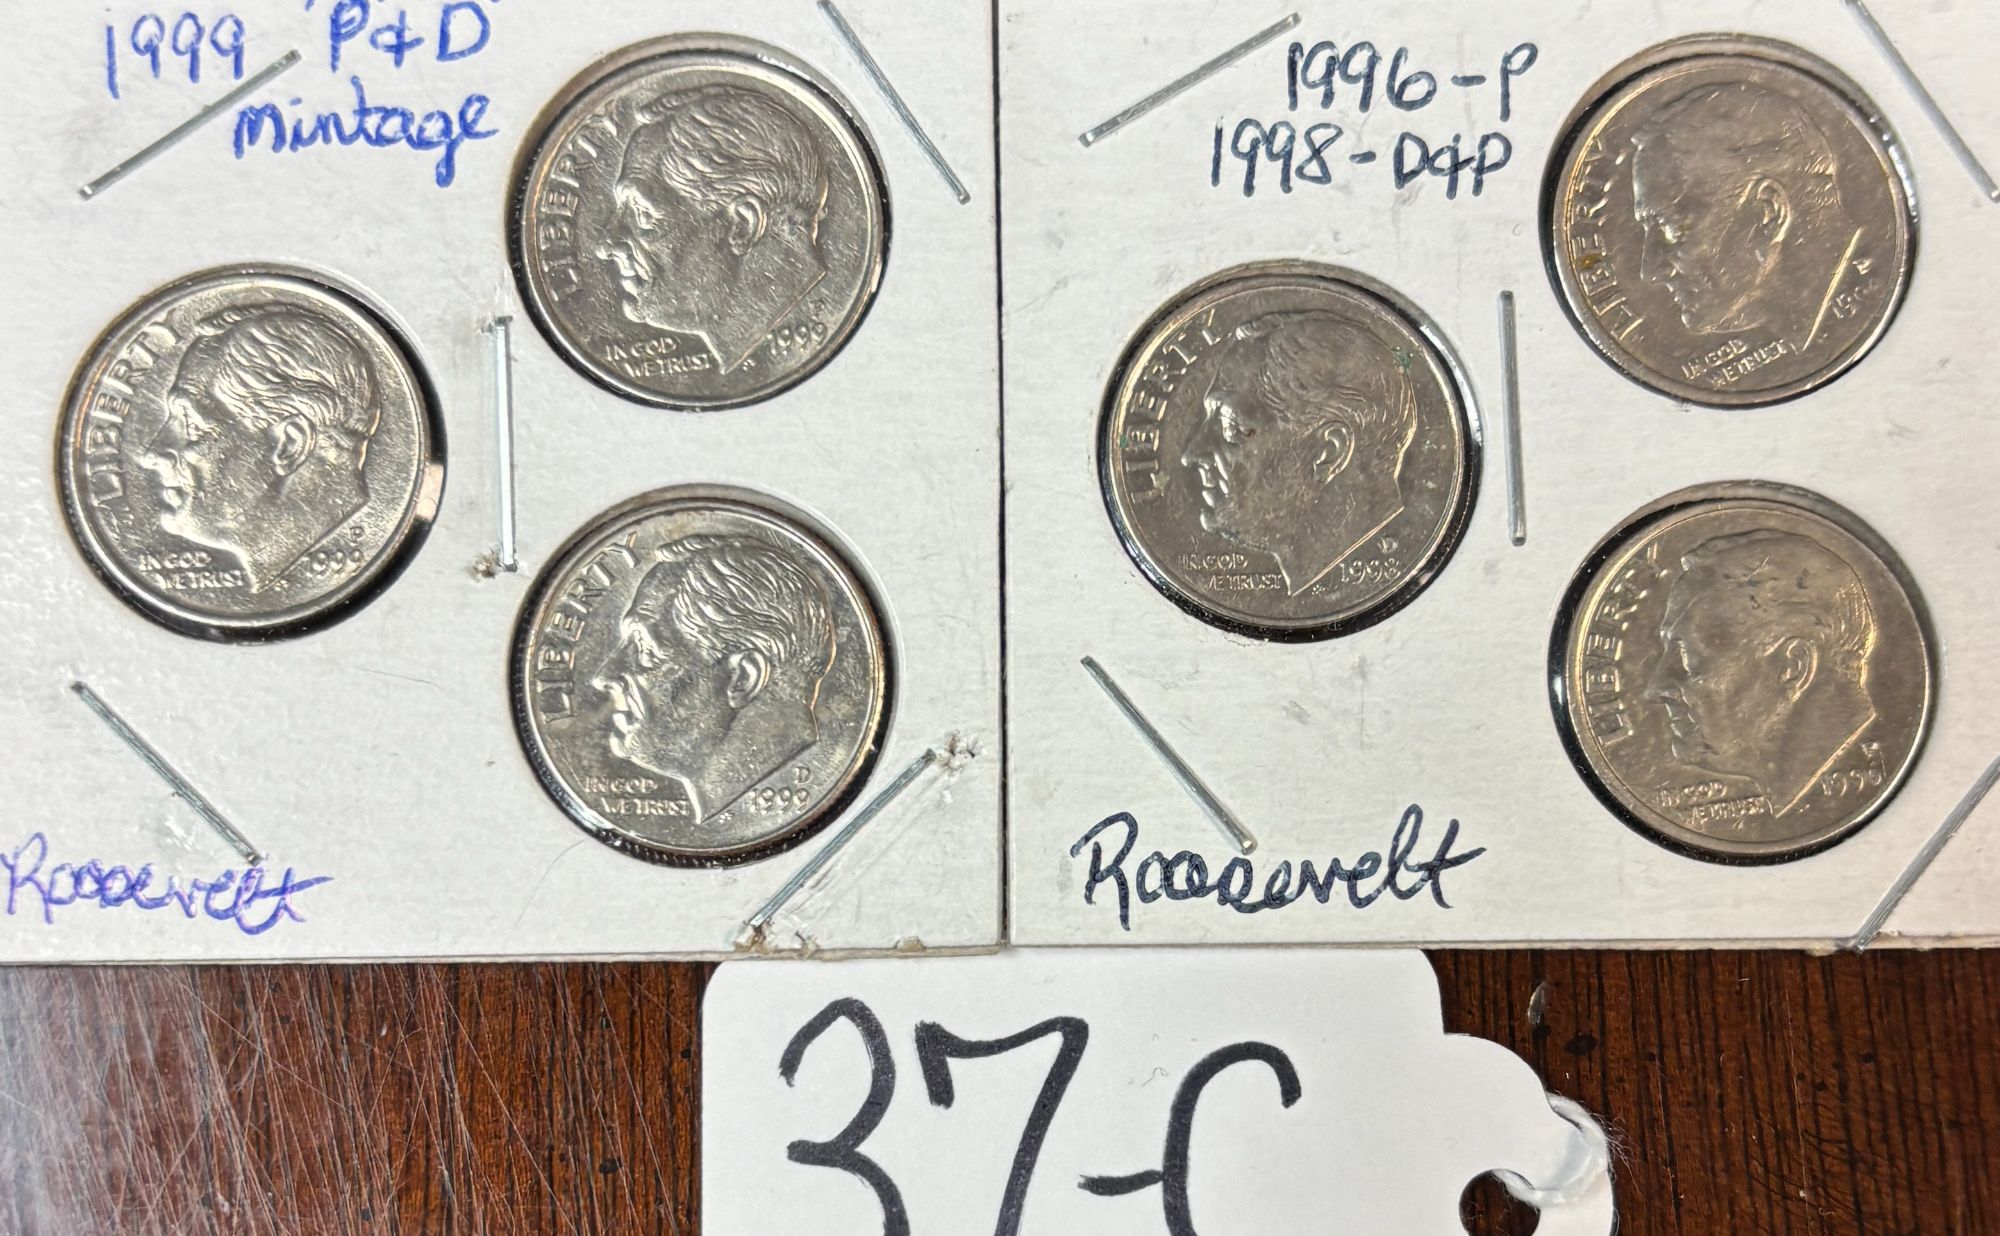 1999 P&D
mintage
LIBERTY
IN GOD
WE TRUST
P
1999
LIBERTY
IN GOD
WE TRUST
1999
LIBERTY
IN GOD
WE TRUST
D
1999
Roosevelt
1996-P
1998-D&P
LIBERTY
IN GOD
WE TRUST
D
1998
LIBERTY
IN GOD
WE TRUST
LIBERTY
IN GOD
WE TRUST
1996
Roosevelt
37-C